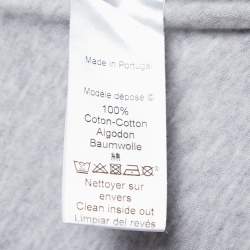 Made in Portugal
Modèle déposé ©
100%
Coton-Cotton
Algodon
Baumwolle
Nettoyer sur
envers
Clean inside out
Limpiar del revés